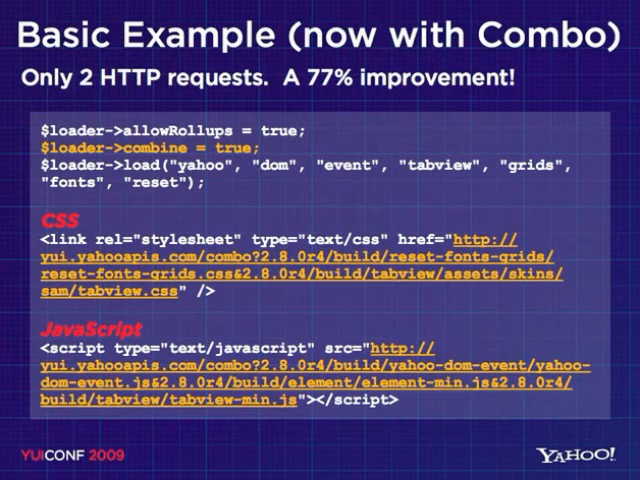 Basic Example (now with Combo)
Only 2 HTTP requests.  A 77% improvement!
$loader->allowRollups = true;
$loader->combine = true;
$loader->load("yahoo", "dom", "event", "tabview", "grids",
"fonts", "reset");
CSS
<link rel="stylesheet" type="text/css" href="http://
yui.yahooapis.com/combo?2.8.0r4/build/reset-fonts-grids/
reset-fonts-grids.css&2.8.0r4/build/tabview/assets/skins/
sam/tabview.css" />
JavaScript
<script type="text/javascript" src="http://
yui.yahooapis.com/combo?2.8.0r4/build/yahoo-dom-event/yahoo-
dom-event.js&2.8.0r4/build/element/element-min.js&2.8.0r4/
build/tabview/tabview-min.js"></script>
YUICONF 2009
YAHOO!